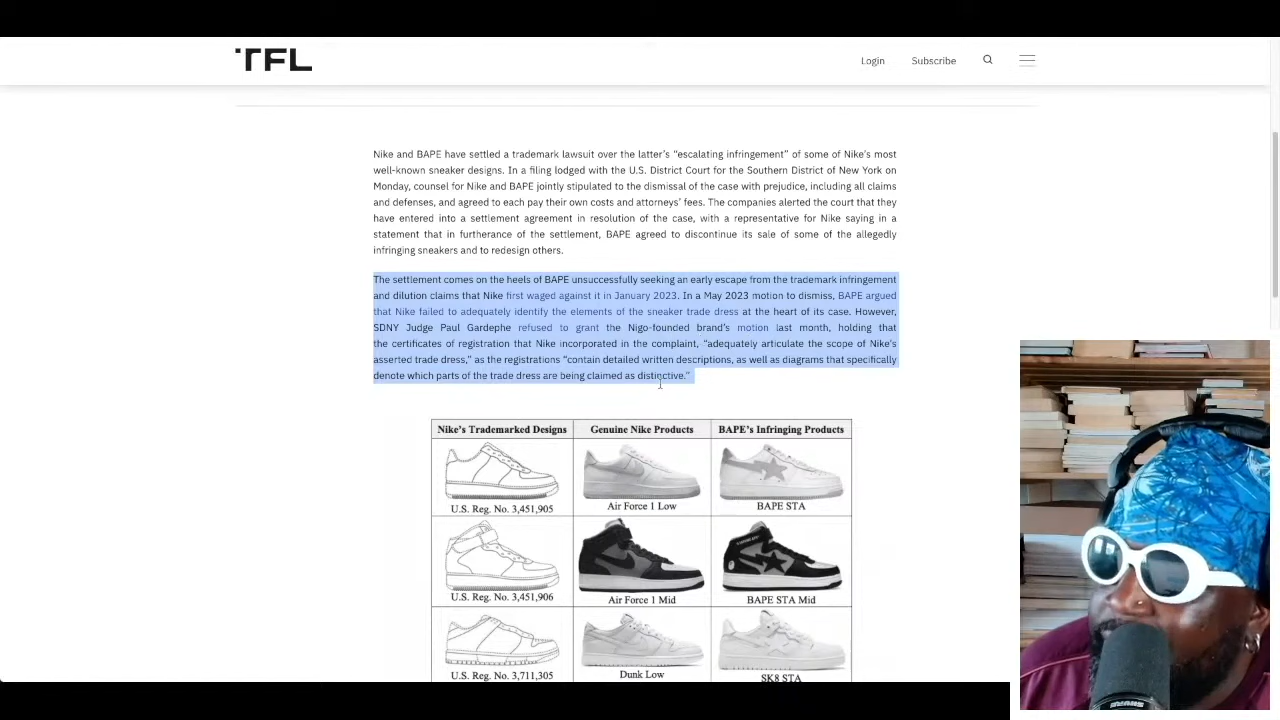 TFL
Login Subscribe
Nike and BAPE have settled a trademark lawsuit over the latter's “escalating infringement” of some of Nike's most
well-known sneaker designs. In a filing lodged with the U.S. District Court for the Southern District of New York on
Monday, counsel for Nike and BAPE jointly stipulated to the dismissal of the case with prejudice, including all claims
and defenses, and agreed to each pay their own costs and attorneys' fees. The companies alerted the court that they
have entered into a settlement agreement in resolution of the case, with a representative for Nike saying in a
statement that in furtherance of the settlement, BAPE agreed to discontinue its sale of some of the allegedly
infringing sneakers and to redesign others.
The settlement comes on the heels of BAPE unsuccessfully seeking an early escape from the trademark infringement
and dilution claims that Nike first waged against it in January 2023. In a May 2023 motion to dismiss, BAPE argued
that Nike failed to adequately identify the elements of the sneaker trade dress at the heart of its case. However,
SDNY Judge Paul Gardephe refused to grant the Nigo-founded brand's motion last month, holding that
the certificates of registration that Nike incorporated in the complaint, “adequately articulate the scope of Nike's
asserted trade dress,” as the registrations “contain detailed written descriptions, as well as diagrams that specifically
denote which parts of the trade dress are being claimed as distinctive.”
Nike's Trademarked Designs Genuine Nike Products BAPE's Infringing Products
U.S. Reg. No. 3,451,905 Air Force 1 Low BAPE STA
U.S. Reg. No. 3,451,906 Air Force 1 Mid BAPE STA Mid
U.S. Reg. No. 3,711,305 Dunk Low SK8 STA